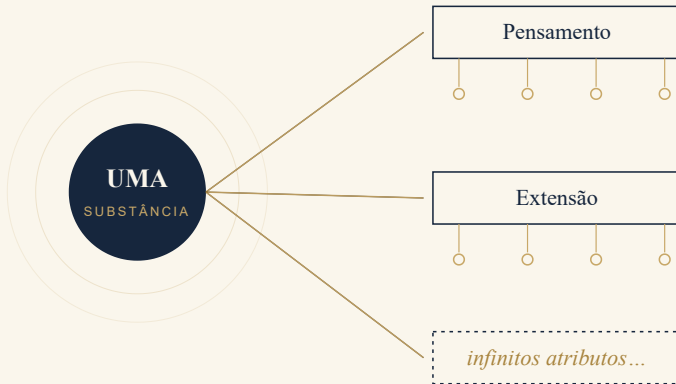 Pensamento
UMA
SUBSTÂNCIA
Extensão
infinitos atributos…